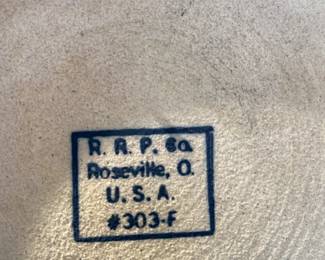 R. R. P. Co.
Roseville, O.
U. S. A.
#303-F